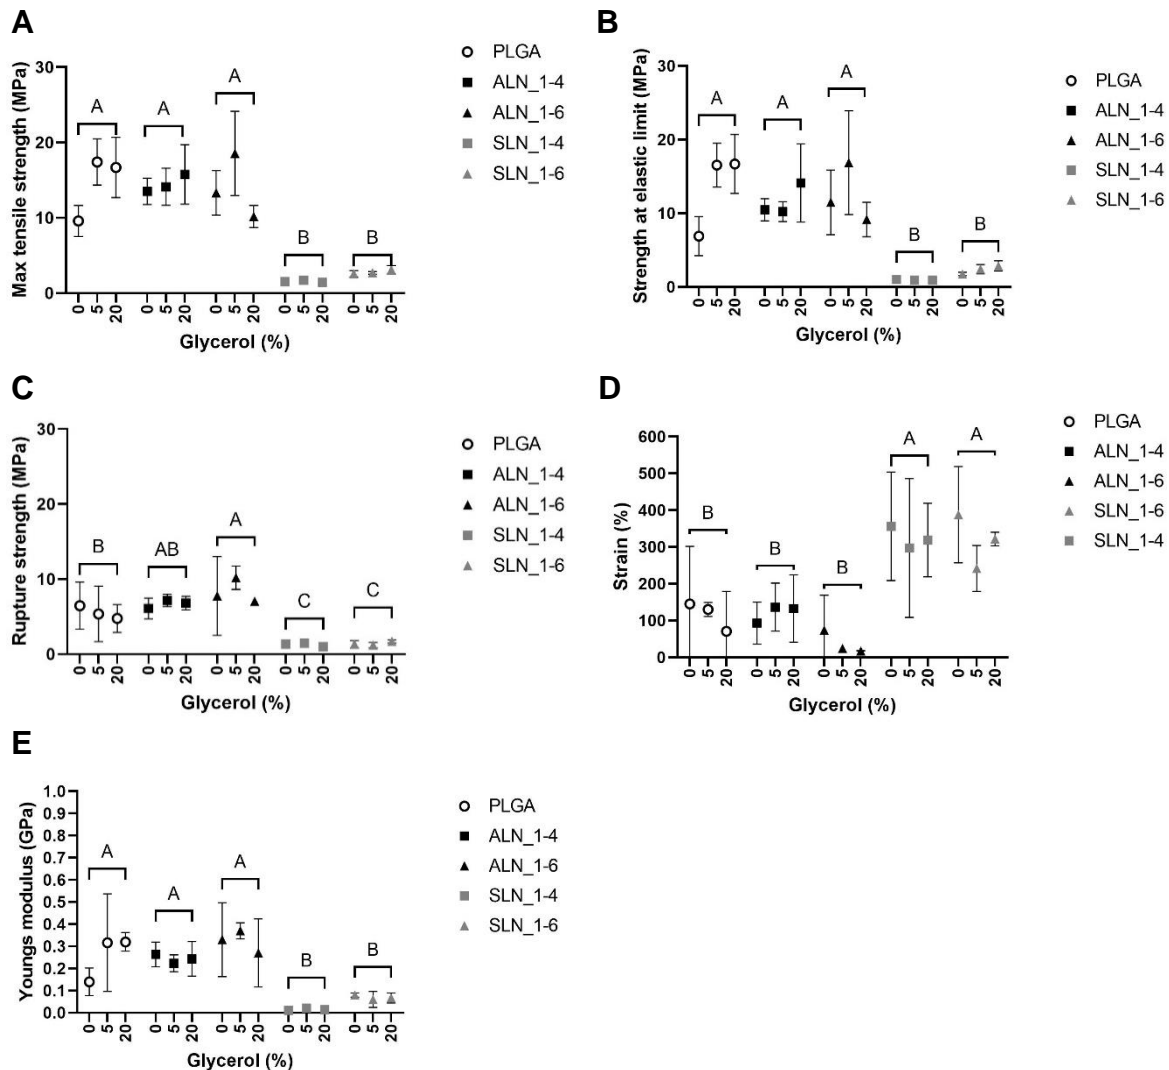 A
Max tensile strength (MPa)
30
20
10
0
A
A
A
B
B
0 5 20 0 5 20 0 5 20 0 5 20 0 5 20
Glycerol (%)
PLGA
ALN_1-4
ALN_1-6
SLN_1-4
SLN_1-6
B
Strength at elastic limit (MPa)
30
20
10
0
A
A
A
B
B
0 5 20 0 5 20 0 5 20 0 5 20 0 5 20
Glycerol (%)
PLGA
ALN_1-4
ALN_1-6
SLN_1-4
SLN_1-6
C
Rupture strength (MPa)
30
20
10
0
B
AB
A
C
C
0 5 20 0 5 20 0 5 20 0 5 20 0 5 20
Glycerol (%)
PLGA
ALN_1-4
ALN_1-6
SLN_1-4
SLN_1-6
D
Strain (%)
600
500
400
300
200
100
0
B
B
B
A
A
0 5 20 0 5 20 0 5 20 0 5 20 0 5 20
Glycerol (%)
PLGA
ALN_1-4
ALN_1-6
SLN_1-6
SLN_1-4
E
Youngs modulus (GPa)
1.0
0.9
0.8
0.7
0.6
0.5
0.4
0.3
0.2
0.1
0.0
A
A
A
B
B
0 5 20 0 5 20 0 5 20 0 5 20 0 5 20
Glycerol (%)
PLGA
ALN_1-4
ALN_1-6
SLN_1-4
SLN_1-6